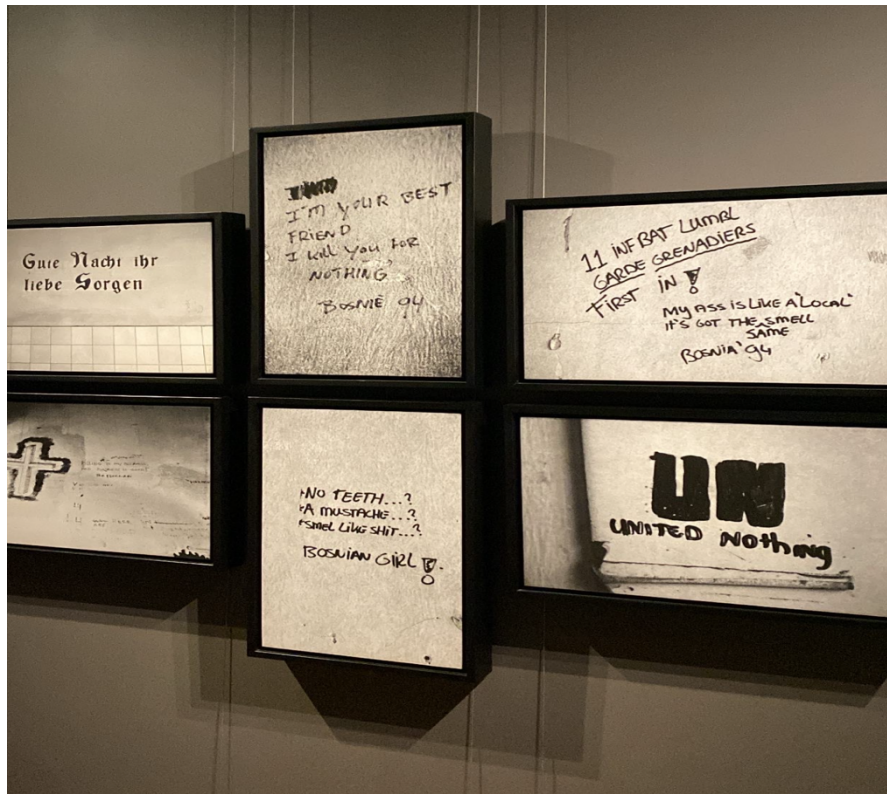 Gute Nacht ihr
liebe Sorgen
I'M YOUR BEST
FRIEND
I KILL YOU FOR
NOTHING
BOSNIË 94
11 INF BAT LUMBL
GARDE GRENADIERS
FIRST IN !
MY ASS IS LIKE A "LOCAL"
IT'S GOT THE SMELL
SAME
BOSNIA '94
NO TEETH...?
A MUSTACHE...?
SMEL LIKE SHIT...?
BOSNIAN GIRL!
UN
UNITED NOthing